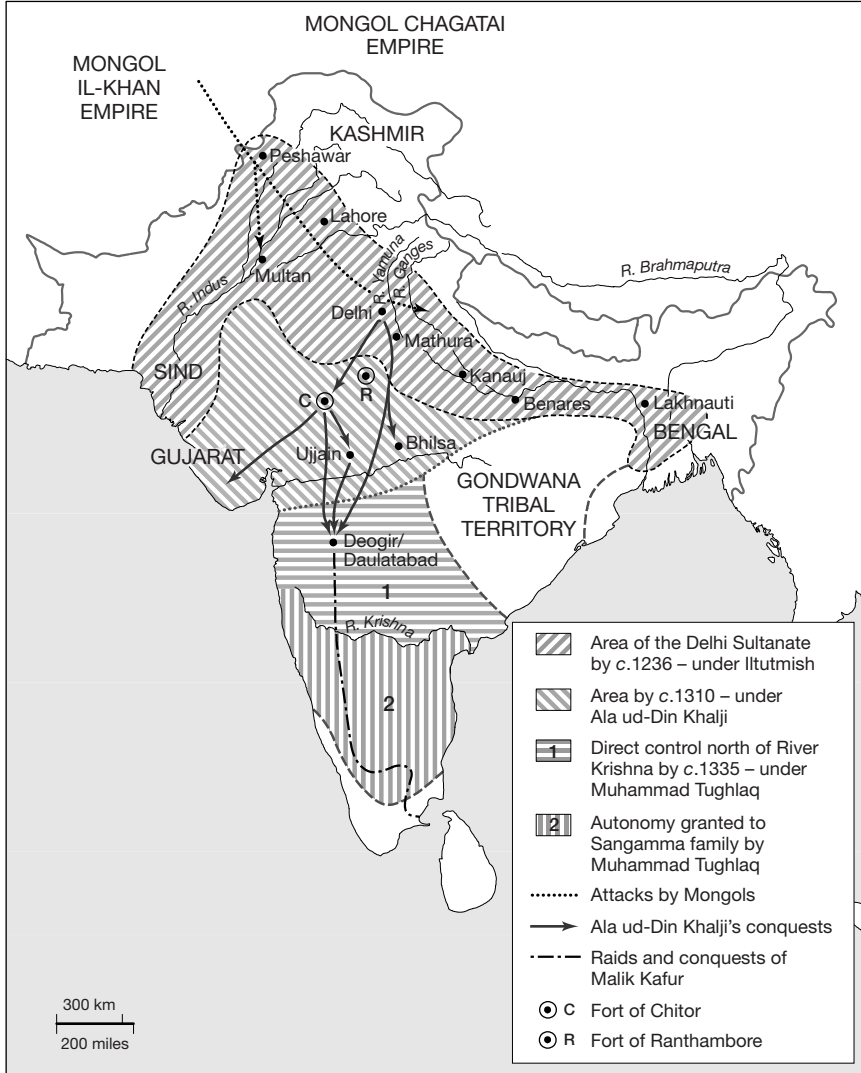 MONGOL CHAGATAI
EMPIRE
MONGOL
IL-KHAN
EMPIRE
KASHMIR
Peshawar
Lahore
Multan
R. Indus
R. Yamuna
R. Ganges
R. Brahmaputra
Delhi
Mathura
SIND
R
Kanauj
C
Benares
Lakhnauti
BENGAL
GUJARAT
Ujjain
Bhilsa
GONDWANA
TRIBAL
TERRITORY
Deogir/
Daulatabad
1
R. Krishna
2
Area of the Delhi Sultanate
by c.1236 – under Iltutmish
Area by c.1310 – under
Ala ud-Din Khalji
1 Direct control north of River
Krishna by c.1335 – under
Muhammad Tughlaq
2 Autonomy granted to
Sangamma family by
Muhammad Tughlaq
Attacks by Mongols
Ala ud-Din Khalji's conquests
Raids and conquests of
Malik Kafur
C Fort of Chitor
R Fort of Ranthambore
300 km
200 miles